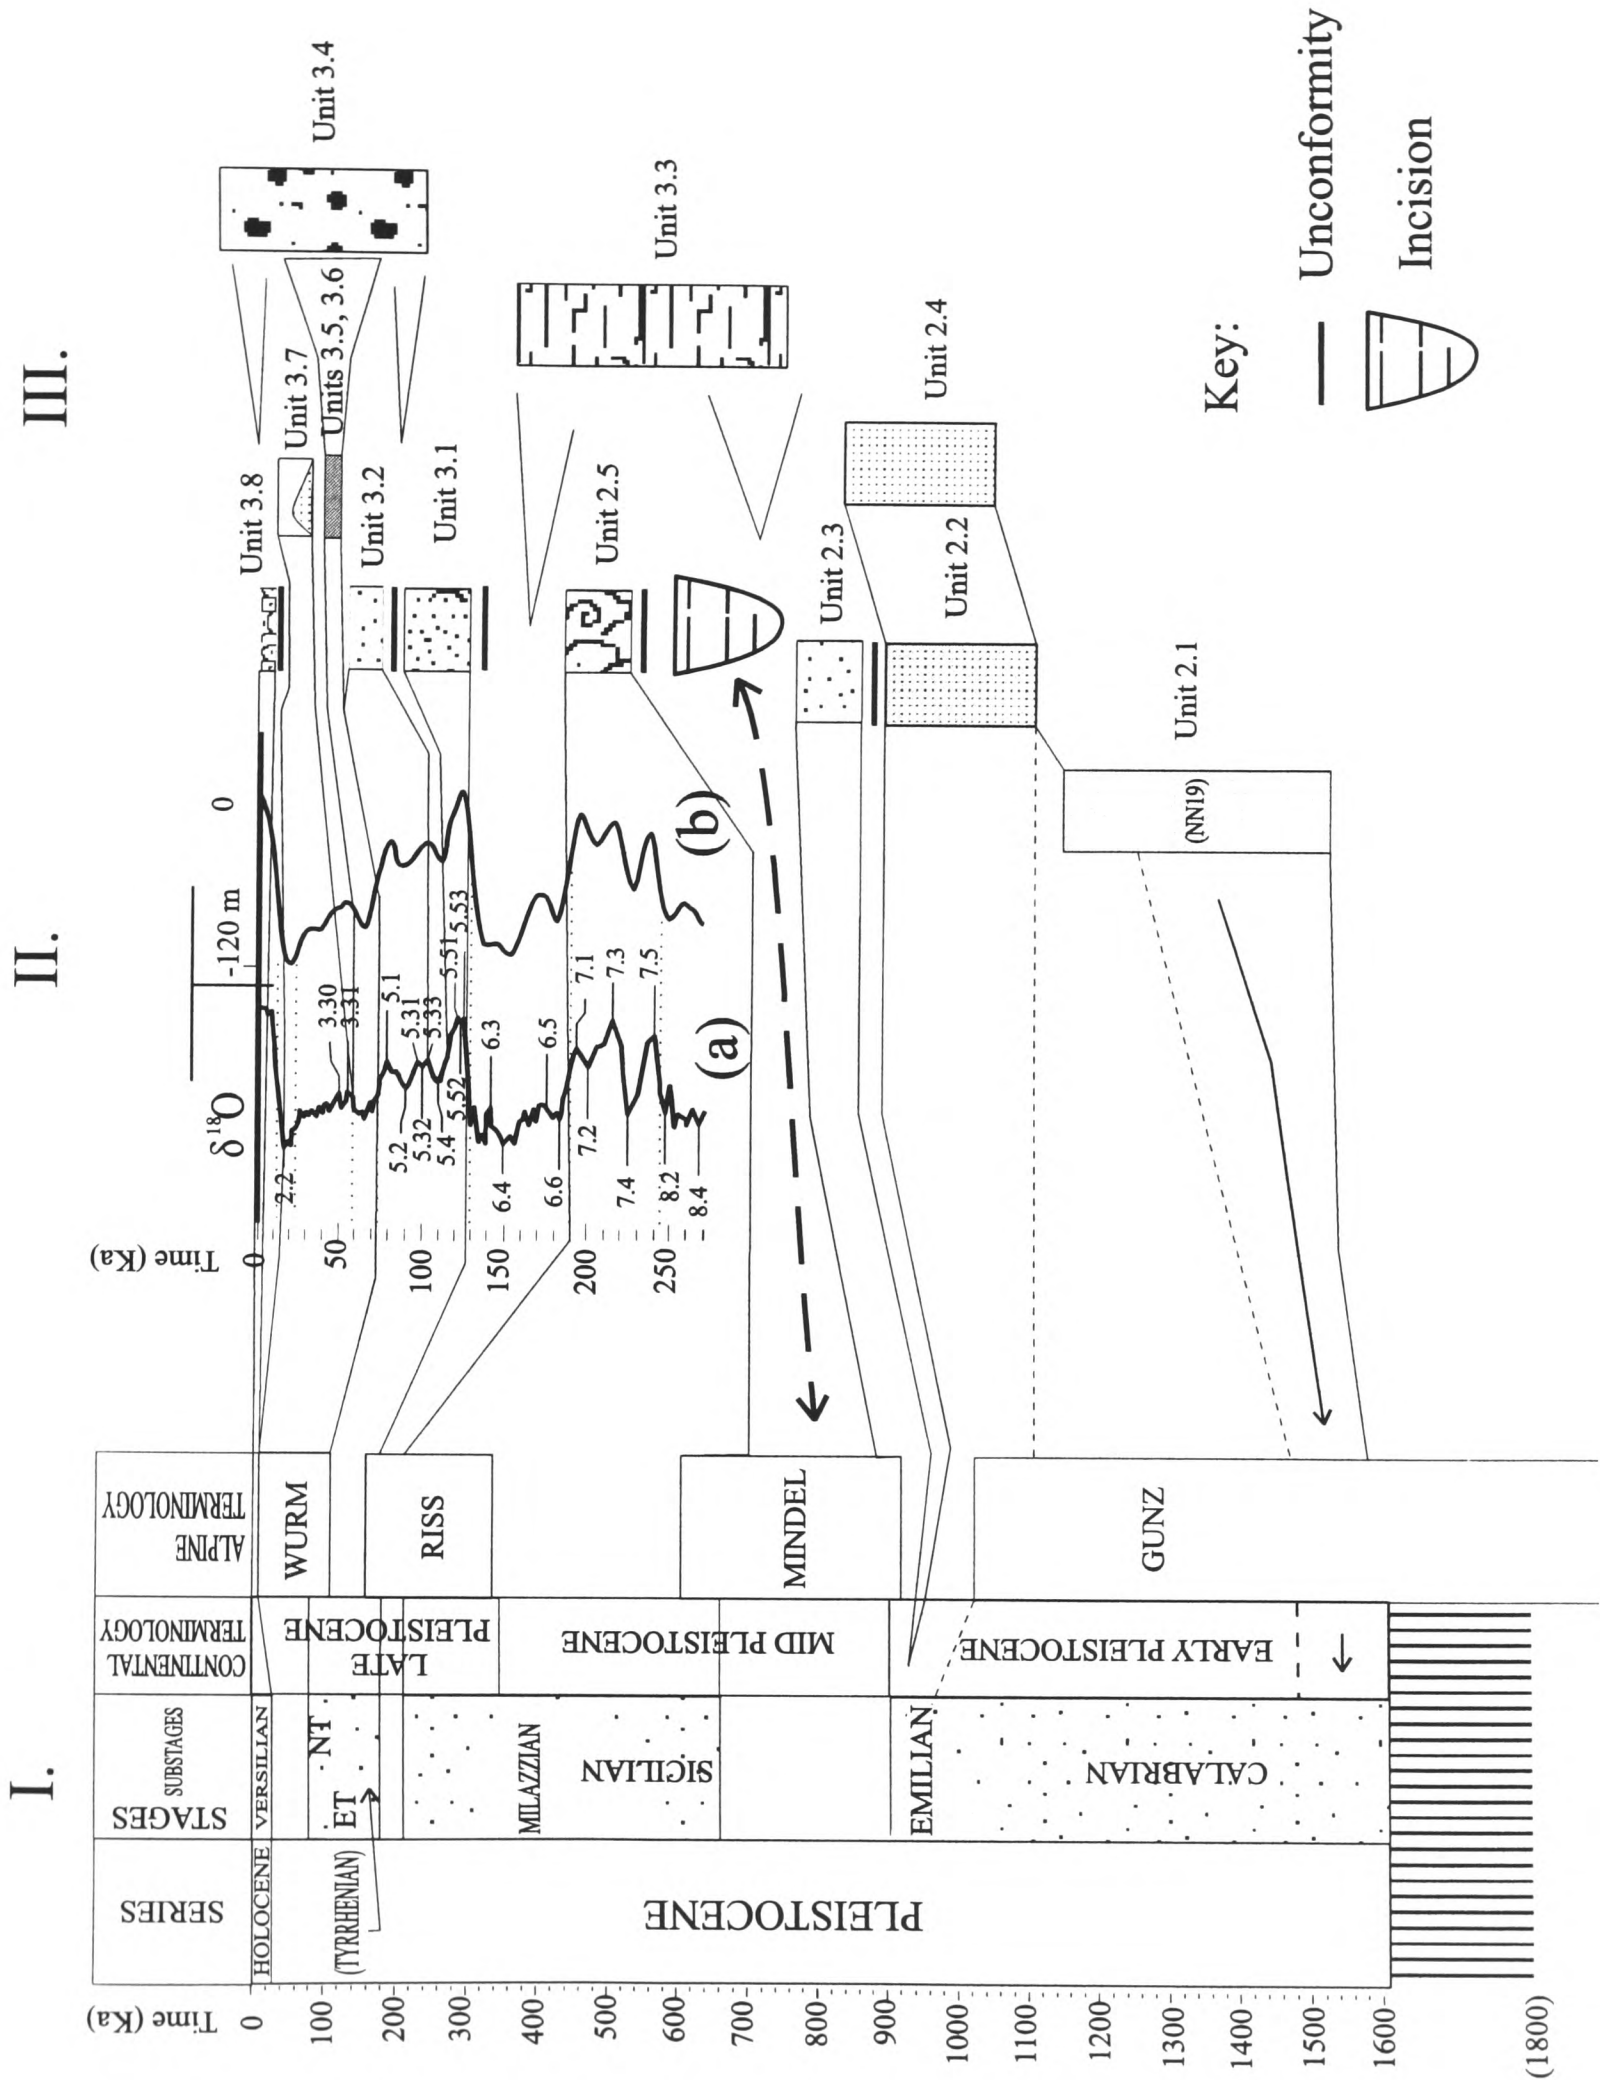 I.
II.
III.
Time (Ka)
SERIES
STAGES
SUBSTAGES
CONTINENTAL
TERMINOLOGY
ALPINE
TERMINOLOGY
0
100
200
300
400
500
600
700
800
900
1000
1100
1200
1300
1400
1500
1600
(1800)
HOLOCENE
PLEISTOCENE
(TYRRHENIAN)
VERSILIAN
NT
ET
MILAZZIAN
SICILIAN
EMILIAN
CALABRIAN
LATE
PLEISTOCENE
MID PLEISTOCENE
EARLY PLEISTOCENE
WURM
RISS
MINDEL
GUNZ
Time (Ka)
0
50
100
150
200
250
δ18O
-120 m
0
2.2
3.30
3.31
5.1
5.2
5.31
5.32
5.33
5.4
5.51
5.52
5.53
6.3
6.4
6.5
6.6
7.1
7.2
7.3
7.4
7.5
8.2
8.4
(a)
(b)
Unit 3.8
Unit 3.7
Units 3.5, 3.6
Unit 3.4
Unit 3.2
Unit 3.1
Unit 3.3
Unit 2.5
Unit 2.3
Unit 2.4
Unit 2.2
Unit 2.1
(NN19)
Key:
Unconformity
Incision